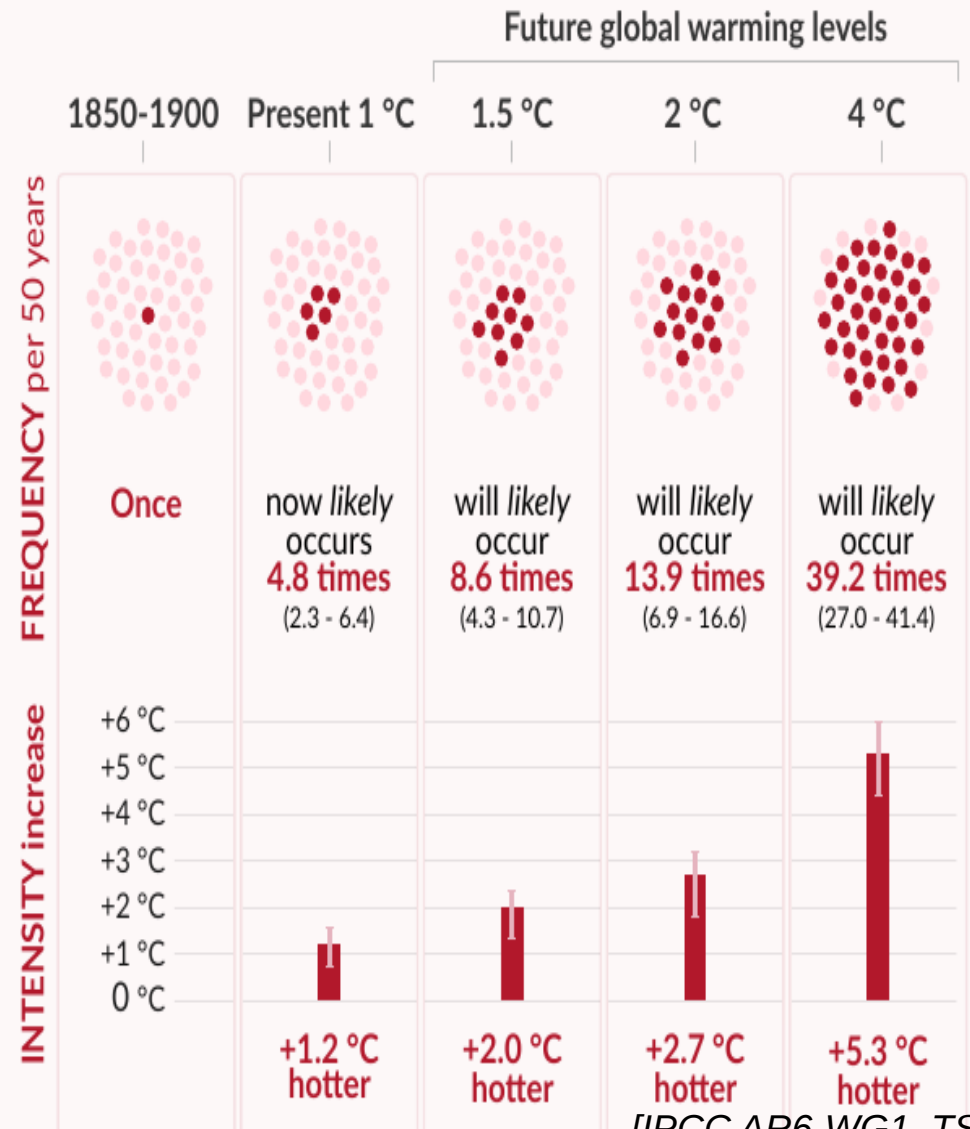 Future global warming levels
1850-1900 Present 1 °C 1.5 °C 2 °C 4 °C
FREQUENCY per 50 years
Once
now likely occurs 4.8 times (2.3 - 6.4)
will likely occur 8.6 times (4.3 - 10.7)
will likely occur 13.9 times (6.9 - 16.6)
will likely occur 39.2 times (27.0 - 41.4)
INTENSITY increase
+6 °C
+5 °C
+4 °C
+3 °C
+2 °C
+1 °C
0 °C
+1.2 °C hotter
+2.0 °C hotter
+2.7 °C hotter
+5.3 °C hotter
[IPCC AR6 WG1, TS